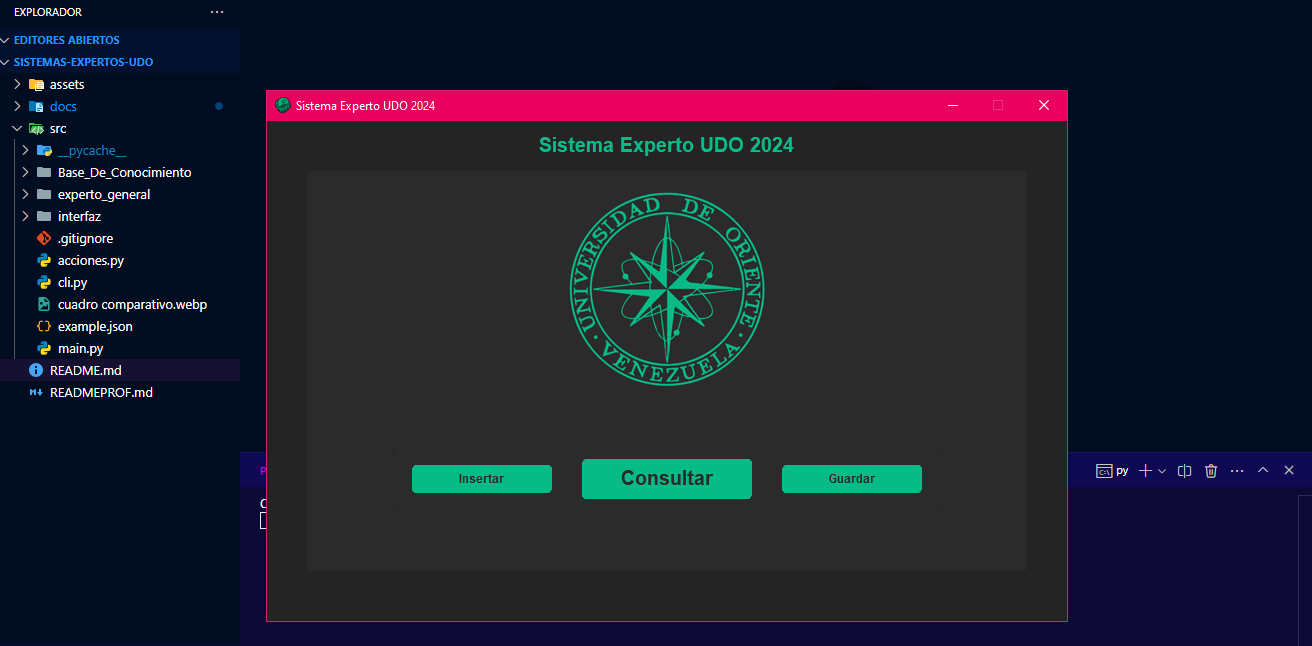 EXPLORADOR
EDITORES ABIERTOS
SISTEMAS-EXPERTOS-UDO
assets
docs
src
__pycache__
Base_De_Conocimiento
experto_general
interfaz
.gitignore
acciones.py
cli.py
cuadro comparativo.webp
example.json
main.py
README.md
READMEPROF.md
Sistema Experto UDO 2024
Sistema Experto UDO 2024
UNIVERSIDAD DE ORIENTE
VENEZUELA
Insertar
Consultar
Guardar
py